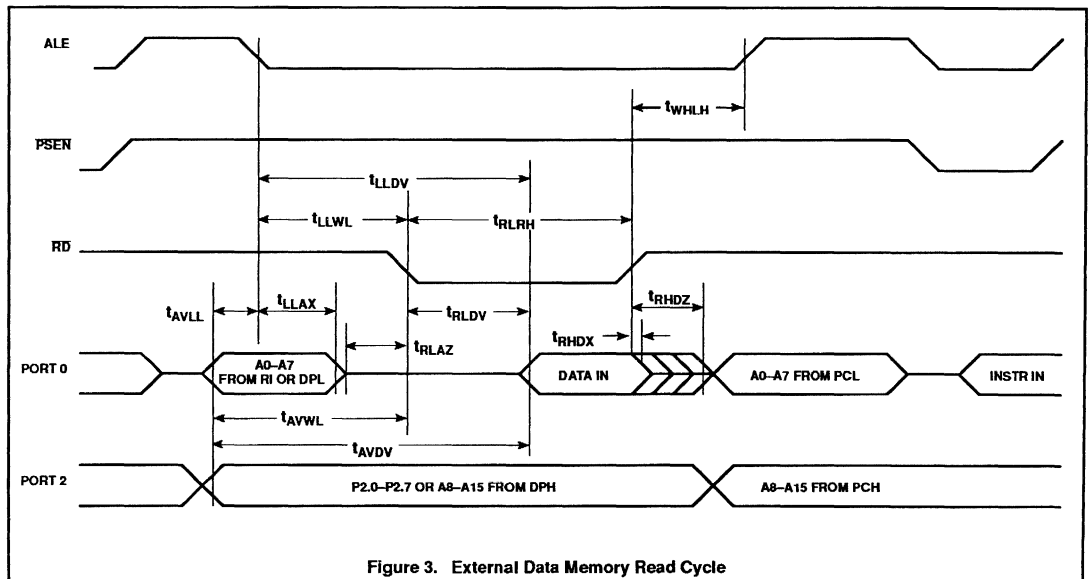 ALE
tWHLH
PSEN
tLLDV
tLLWL
tRLRH
RD
tAVLL
tLLAX
tRLDV
tRHDZ
tRLAZ
tRHDX
PORT 0
A0–A7
FROM RI OR DPL
DATA IN
A0–A7 FROM PCL
INSTR IN
tAVWL
tAVDV
PORT 2
P2.0–P2.7 OR A8–A15 FROM DPH
A8–A15 FROM PCH
Figure 3. External Data Memory Read Cycle